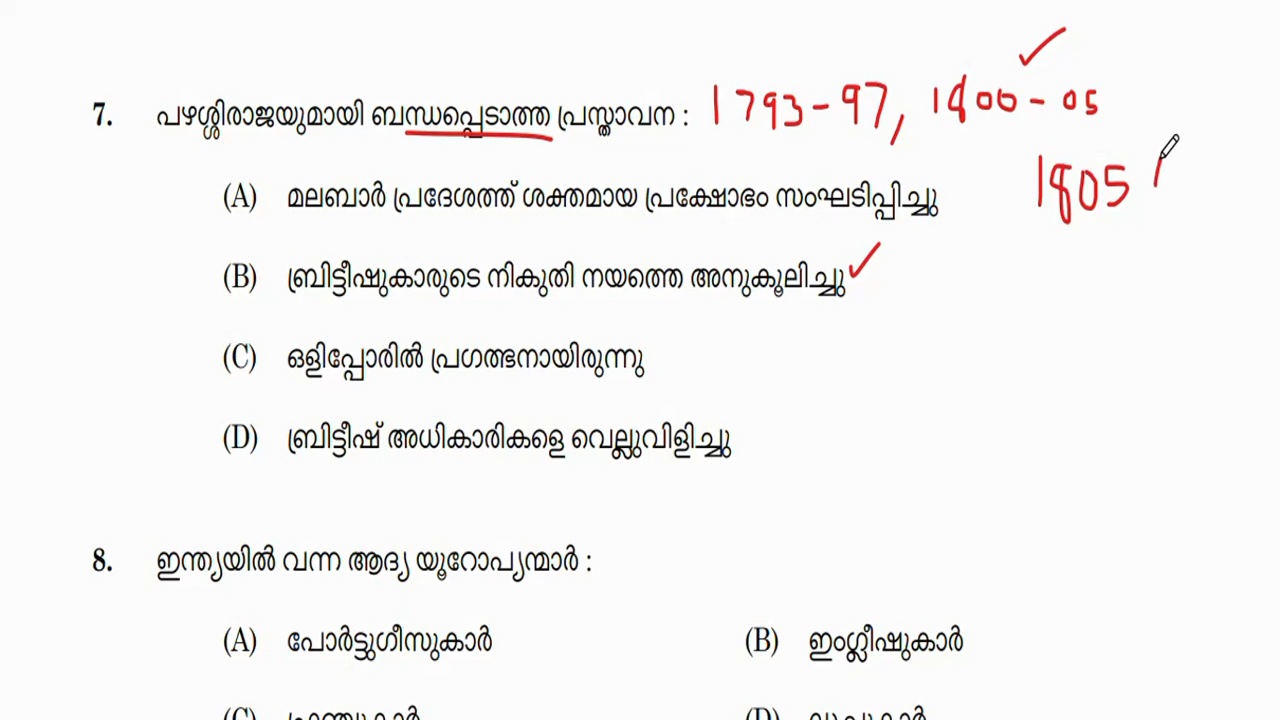 7. പഴശ്ശിരാജയുമായി ബന്ധപ്പെടാത്ത പ്രസ്താവന : 1793-97, 1800-05
(A) മലബാർ പ്രദേശത്ത് ശക്തമായ പ്രക്ഷോഭം സംഘടിപ്പിച്ചു 1805
(B) ബ്രിട്ടീഷുകാരുടെ നികുതി നയത്തെ അനുകൂലിച്ചു
(C) ഒളിപ്പോരിൽ പ്രഗത്ഭനായിരുന്നു
(D) ബ്രിട്ടീഷ് അധികാരികളെ വെല്ലുവിളിച്ചു
8. ഇന്ത്യയിൽ വന്ന ആദ്യ യൂറോപ്യന്മാർ :
(A) പോർട്ടുഗീസുകാർ (B) ഇംഗ്ലീഷുകാർ